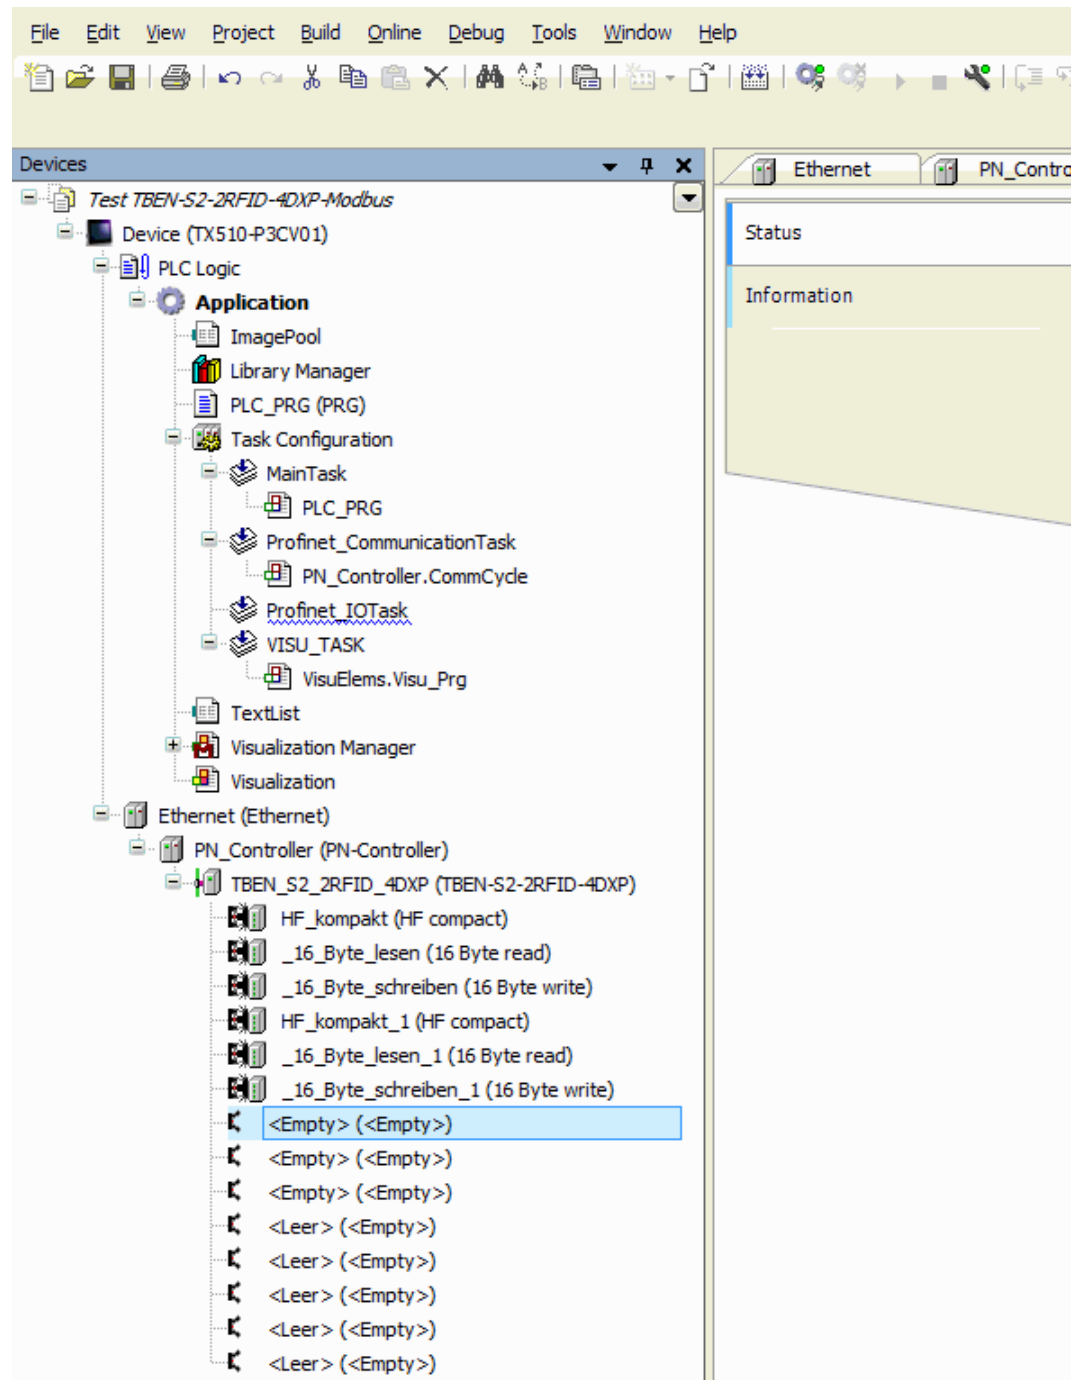 File Edit View Project Build Online Debug Tools Window Help
Devices
Ethernet
PN_Contro
Test TBEN-S2-2RFID-4DXP-Modbus
Device (TX510-P3CV01)
Status
PLC Logic
Information
Application
ImagePool
Library Manager
PLC_PRG (PRG)
Task Configuration
MainTask
PLC_PRG
Profinet_CommunicationTask
PN_Controller.CommCycle
Profinet_IOTask
VISU_TASK
VisuElems.Visu_Prg
TextList
Visualization Manager
Visualization
Ethernet (Ethernet)
PN_Controller (PN-Controller)
TBEN_S2_2RFID_4DXP (TBEN-S2-2RFID-4DXP)
HF_kompakt (HF compact)
_16_Byte_lesen (16 Byte read)
_16_Byte_schreiben (16 Byte write)
HF_kompakt_1 (HF compact)
_16_Byte_lesen_1 (16 Byte read)
_16_Byte_schreiben_1 (16 Byte write)
<Empty> (<Empty>)
<Empty> (<Empty>)
<Empty> (<Empty>)
<Leer> (<Empty>)
<Leer> (<Empty>)
<Leer> (<Empty>)
<Leer> (<Empty>)
<Leer> (<Empty>)